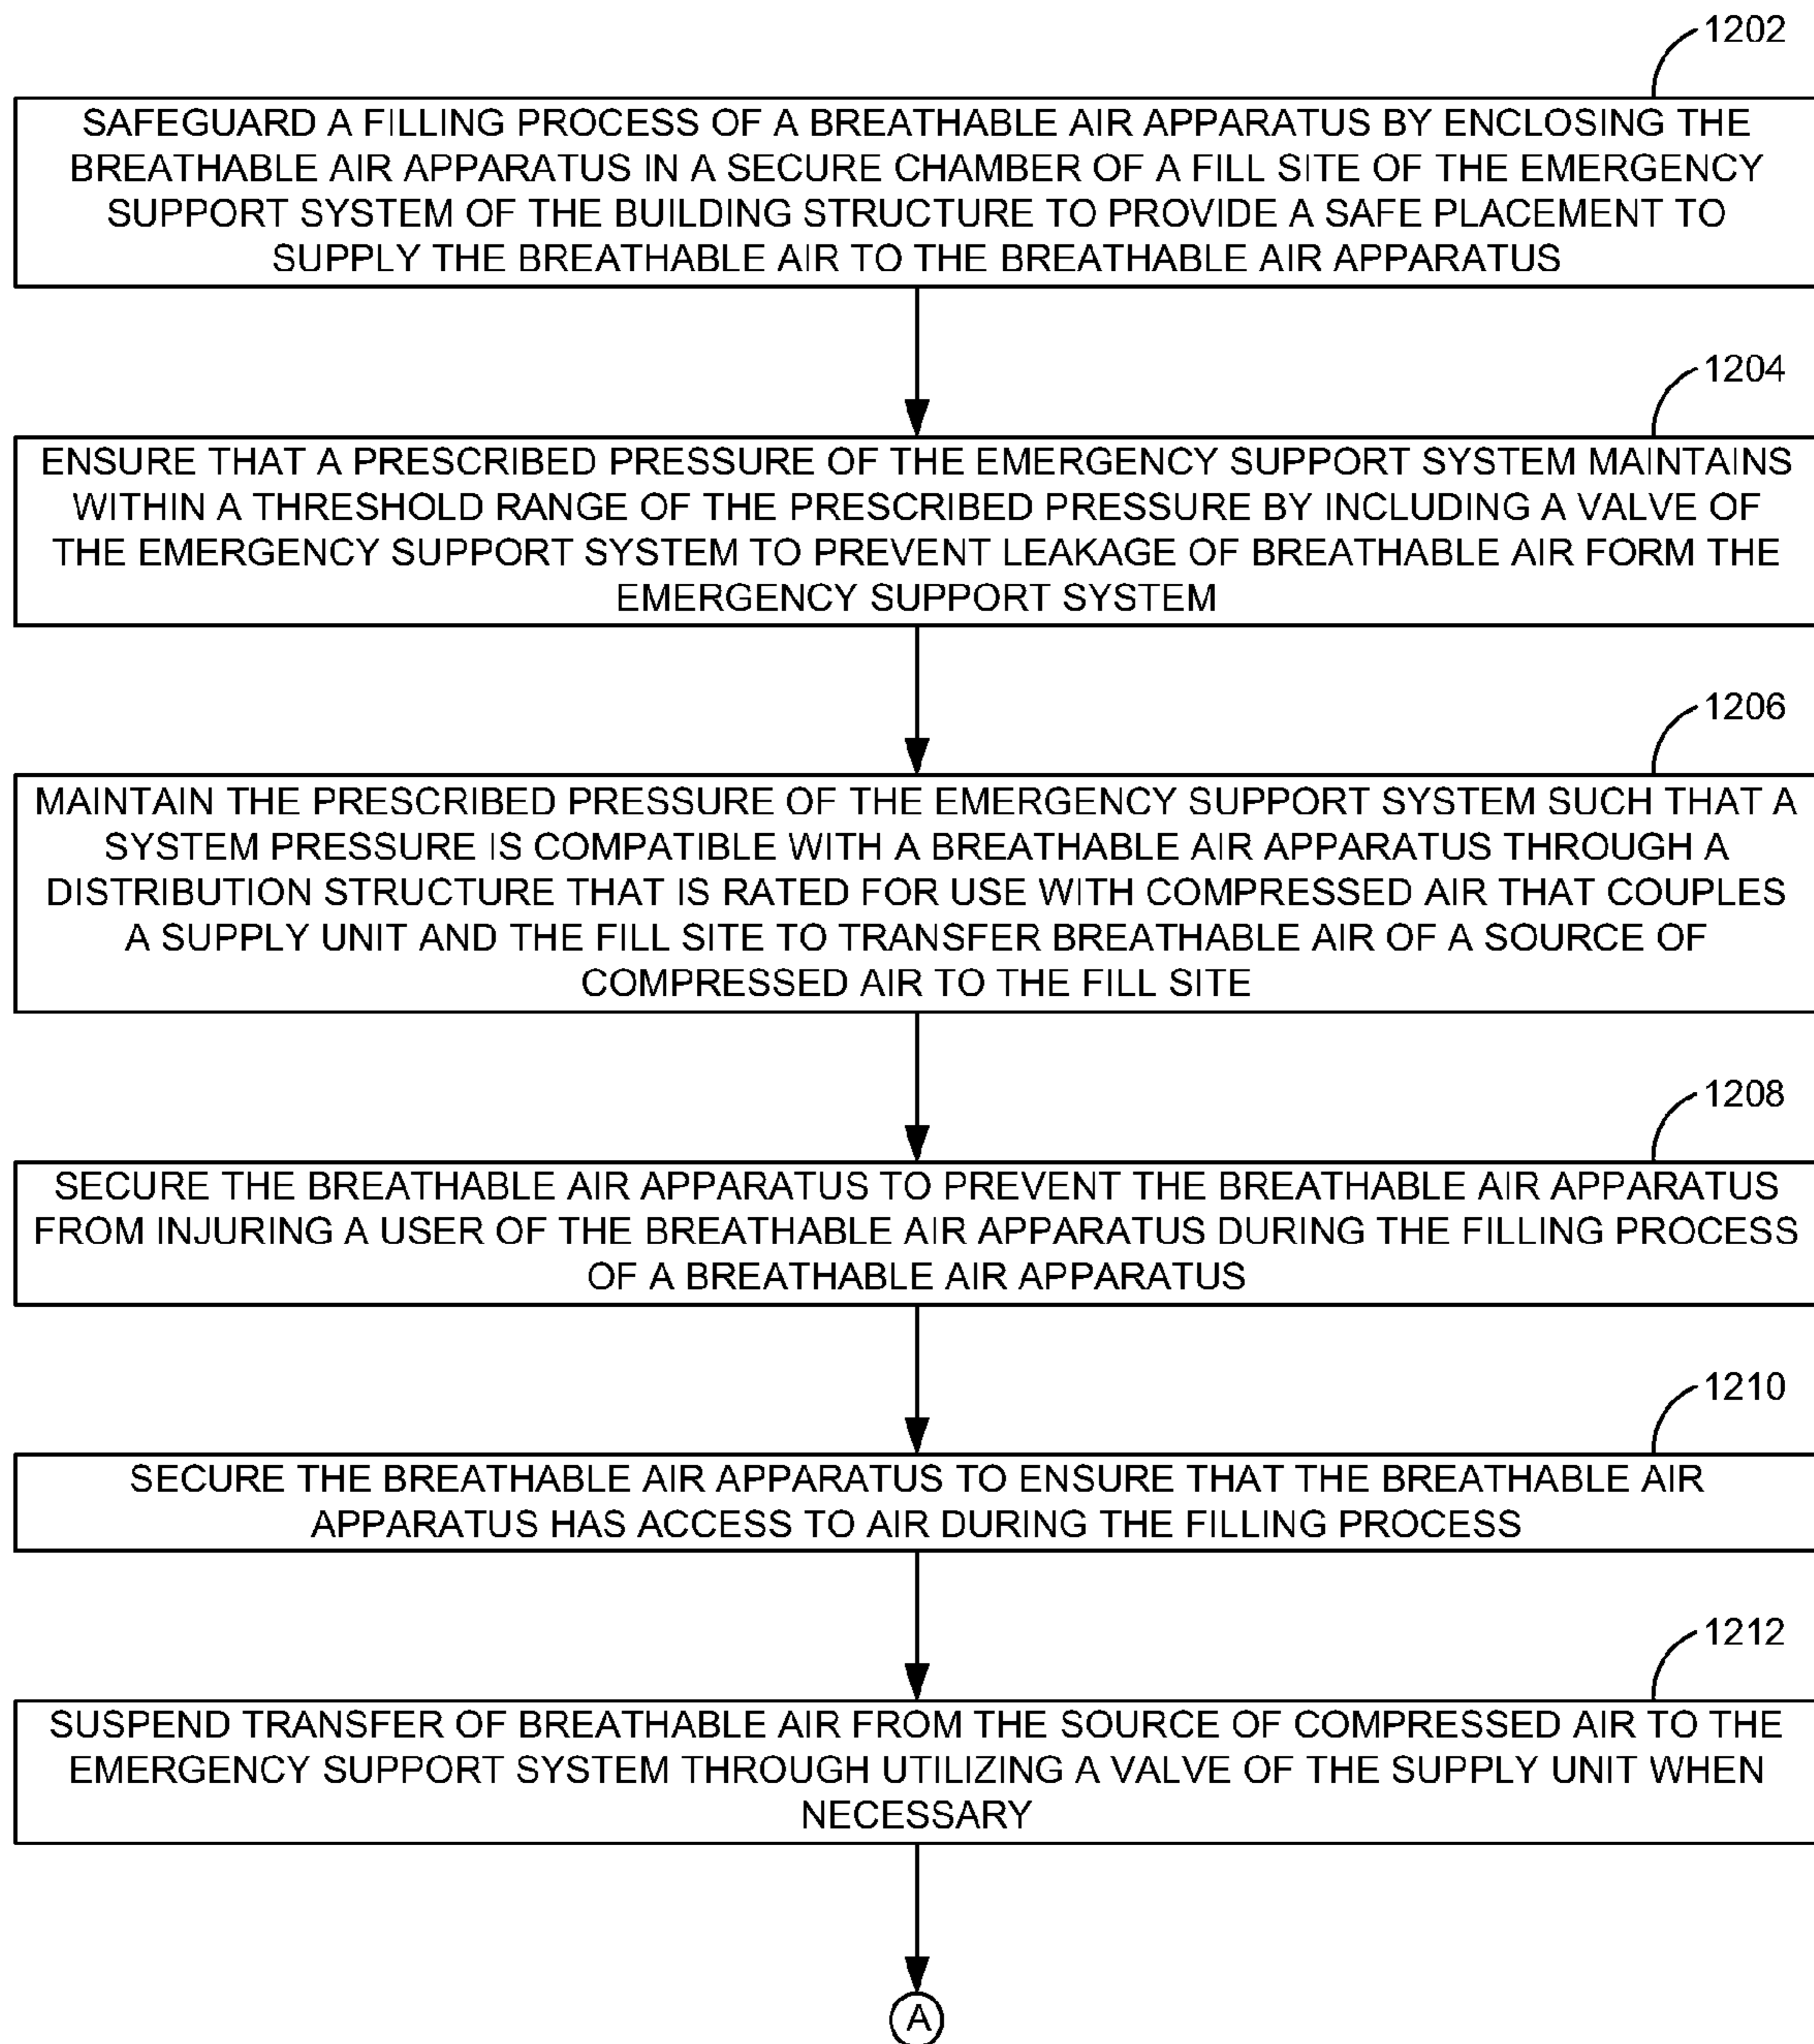 1202
SAFEGUARD A FILLING PROCESS OF A BREATHABLE AIR APPARATUS BY ENCLOSING THE
BREATHABLE AIR APPARATUS IN A SECURE CHAMBER OF A FILL SITE OF THE EMERGENCY
SUPPORT SYSTEM OF THE BUILDING STRUCTURE TO PROVIDE A SAFE PLACEMENT TO
SUPPLY THE BREATHABLE AIR TO THE BREATHABLE AIR APPARATUS
1204
ENSURE THAT A PRESCRIBED PRESSURE OF THE EMERGENCY SUPPORT SYSTEM MAINTAINS
WITHIN A THRESHOLD RANGE OF THE PRESCRIBED PRESSURE BY INCLUDING A VALVE OF
THE EMERGENCY SUPPORT SYSTEM TO PREVENT LEAKAGE OF BREATHABLE AIR FORM THE
EMERGENCY SUPPORT SYSTEM
1206
MAINTAIN THE PRESCRIBED PRESSURE OF THE EMERGENCY SUPPORT SYSTEM SUCH THAT A
SYSTEM PRESSURE IS COMPATIBLE WITH A BREATHABLE AIR APPARATUS THROUGH A
DISTRIBUTION STRUCTURE THAT IS RATED FOR USE WITH COMPRESSED AIR THAT COUPLES
A SUPPLY UNIT AND THE FILL SITE TO TRANSFER BREATHABLE AIR OF A SOURCE OF
COMPRESSED AIR TO THE FILL SITE
1208
SECURE THE BREATHABLE AIR APPARATUS TO PREVENT THE BREATHABLE AIR APPARATUS
FROM INJURING A USER OF THE BREATHABLE AIR APPARATUS DURING THE FILLING PROCESS
OF A BREATHABLE AIR APPARATUS
1210
SECURE THE BREATHABLE AIR APPARATUS TO ENSURE THAT THE BREATHABLE AIR
APPARATUS HAS ACCESS TO AIR DURING THE FILLING PROCESS
1212
SUSPEND TRANSFER OF BREATHABLE AIR FROM THE SOURCE OF COMPRESSED AIR TO THE
EMERGENCY SUPPORT SYSTEM THROUGH UTILIZING A VALVE OF THE SUPPLY UNIT WHEN
NECESSARY
A